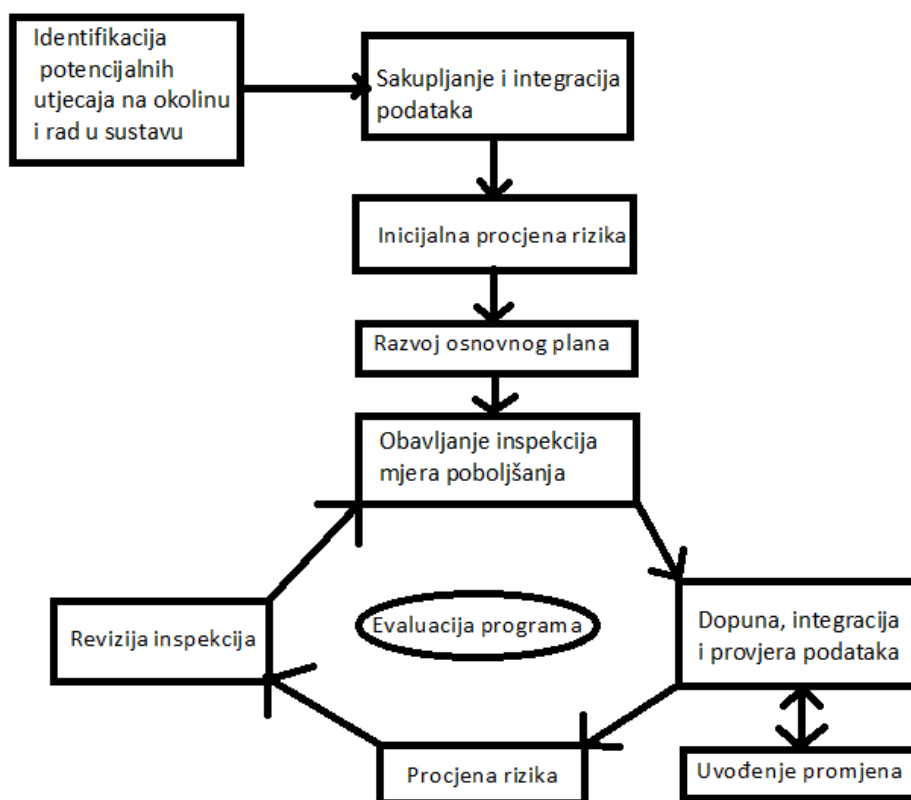 Identifikacija
potencijalnih
utjecaja na okolinu
i rad u sustavu
Sakupljanje i integracija
podataka
Inicijalna procjena rizika
Razvoj osnovnog plana
Obavljanje inspekcija
mjera poboljšanja
Dopuna, integracija
i provjera podataka
Uvođenje promjena
Procjena rizika
Revizija inspekcija
Evaluacija programa